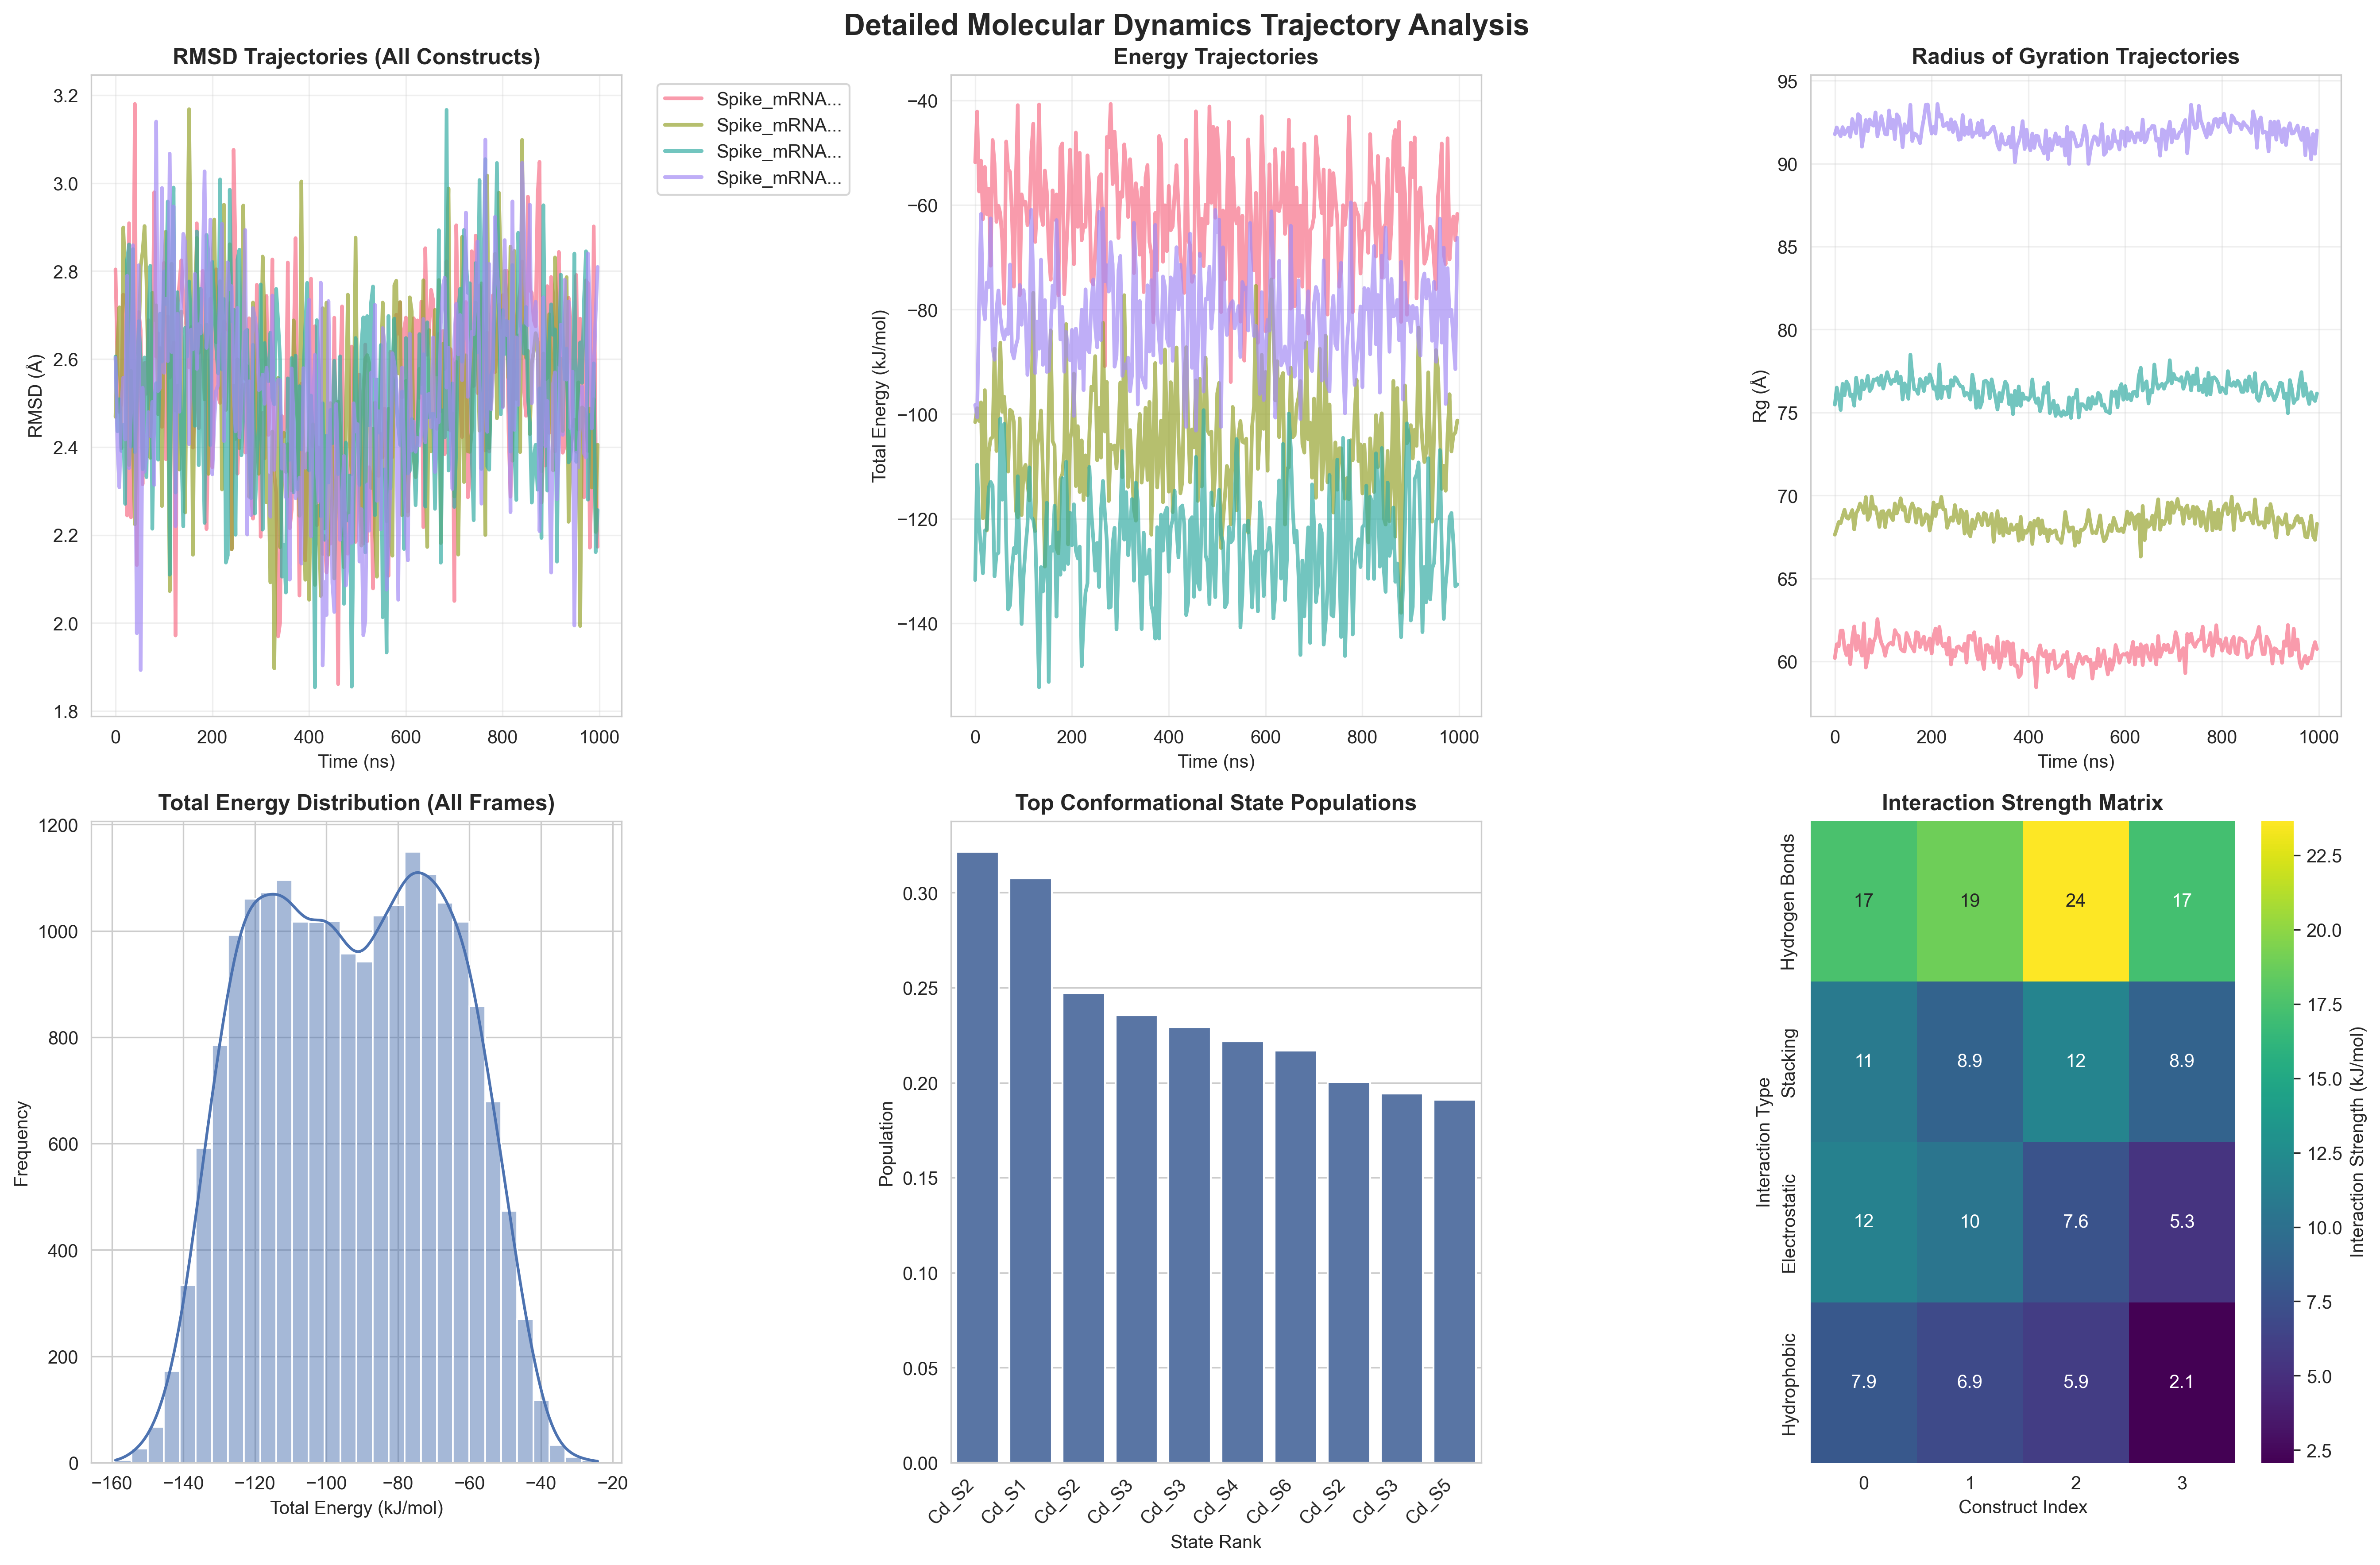 Detailed Molecular Dynamics Trajectory Analysis
RMSD Trajectories (All Constructs)
3.2
3.0
2.8
2.6
2.4
2.2
2.0
1.8
RMSD (Å)
0 200 400 600 800 1000
Time (ns)
Spike_mRNA...
Spike_mRNA...
Spike_mRNA...
Spike_mRNA...
Energy Trajectories
−40
−60
−80
−100
−120
−140
Total Energy (kJ/mol)
0 200 400 600 800 1000
Time (ns)
Radius of Gyration Trajectories
95
90
85
80
75
70
65
60
Rg (Å)
0 200 400 600 800 1000
Time (ns)
Total Energy Distribution (All Frames)
1200
1000
800
600
400
200
0
Frequency
−160 −140 −120 −100 −80 −60 −40 −20
Total Energy (kJ/mol)
Top Conformational State Populations
0.30
0.25
0.20
0.15
0.10
0.05
0.00
Population
Cd_S2 Cd_S1 Cd_S2 Cd_S3 Cd_S3 Cd_S4 Cd_S6 Cd_S2 Cd_S3 Cd_S5
State Rank
Interaction Strength Matrix
Interaction Type
Hydrogen Bonds
17 19 24 17
Stacking
11 8.9 12 8.9
Electrostatic
12 10 7.6 5.3
Hydrophobic
7.9 6.9 5.9 2.1
0 1 2 3
Construct Index
22.5
20.0
17.5
15.0
12.5
10.0
7.5
5.0
2.5
Interaction Strength (kJ/mol)